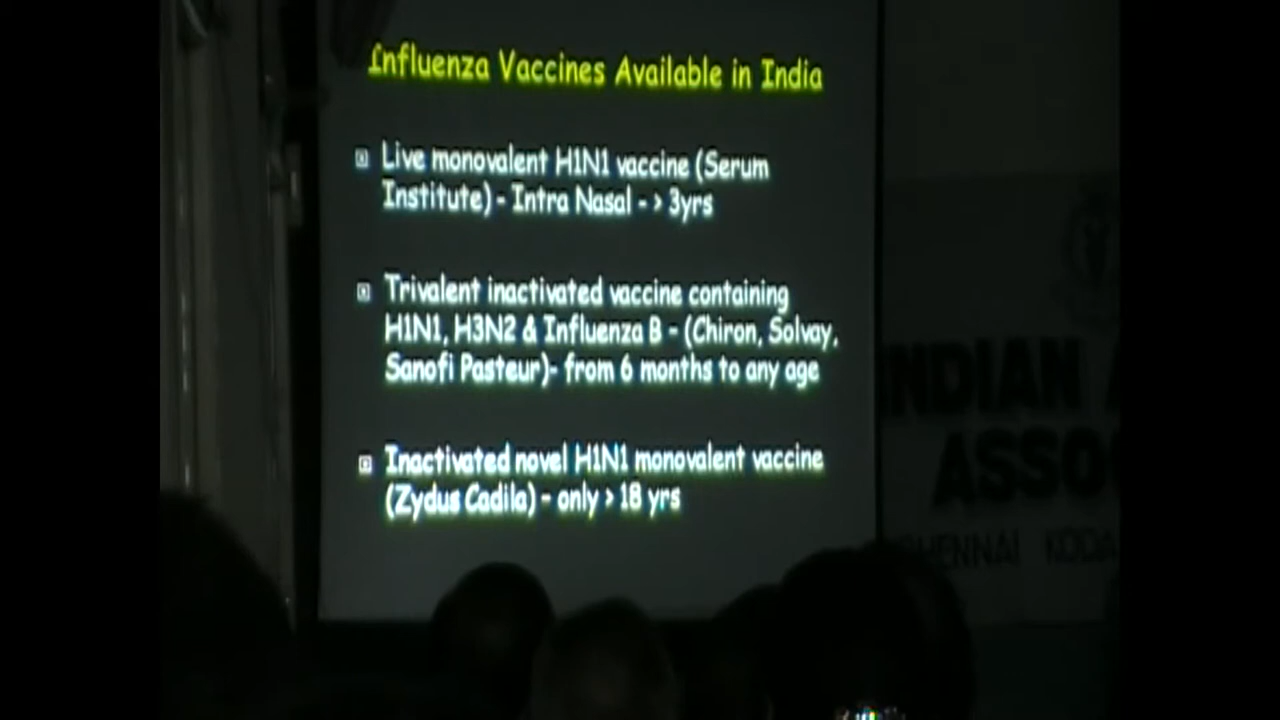 Influenza Vaccines Available in India
Live monovalent H1N1 vaccine (Serum
Institute) - Intra Nasal - > 3yrs
Trivalent inactivated vaccine containing
H1N1, H3N2 & Influenza B - (Chiron, Solvay,
Sanofi Pasteur)- from 6 months to any age
Inactivated novel H1N1 monovalent vaccine
(Zydus Cadila) - only > 18 yrs
INDIAN
ASSO
CHENNAI KODA